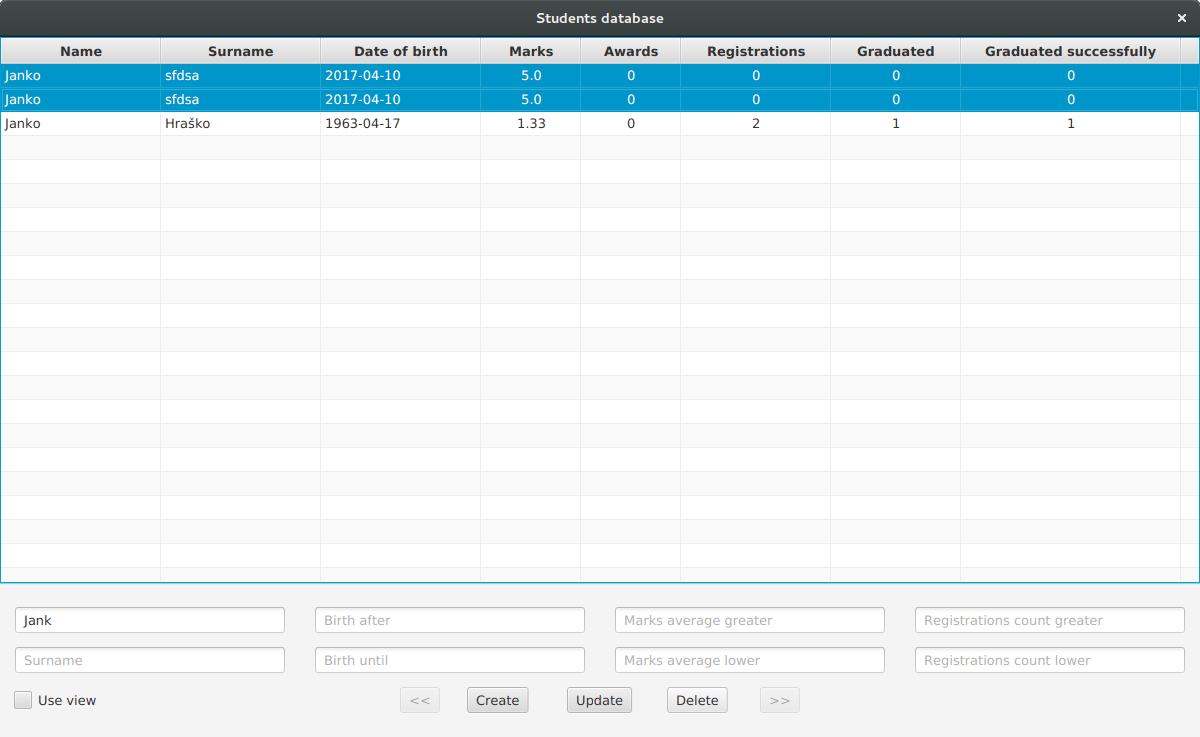 Students database
Name Surname Date of birth Marks Awards Registrations Graduated Graduated successfully
Janko sfdsa 2017-04-10 5.0 0 0 0 0
Janko sfdsa 2017-04-10 5.0 0 0 0 0
Janko Hraško 1963-04-17 1.33 0 2 1 1
Jank Birth after Marks average greater Registrations count greater
Surname Birth until Marks average lower Registrations count lower
Use view << Create Update Delete >>